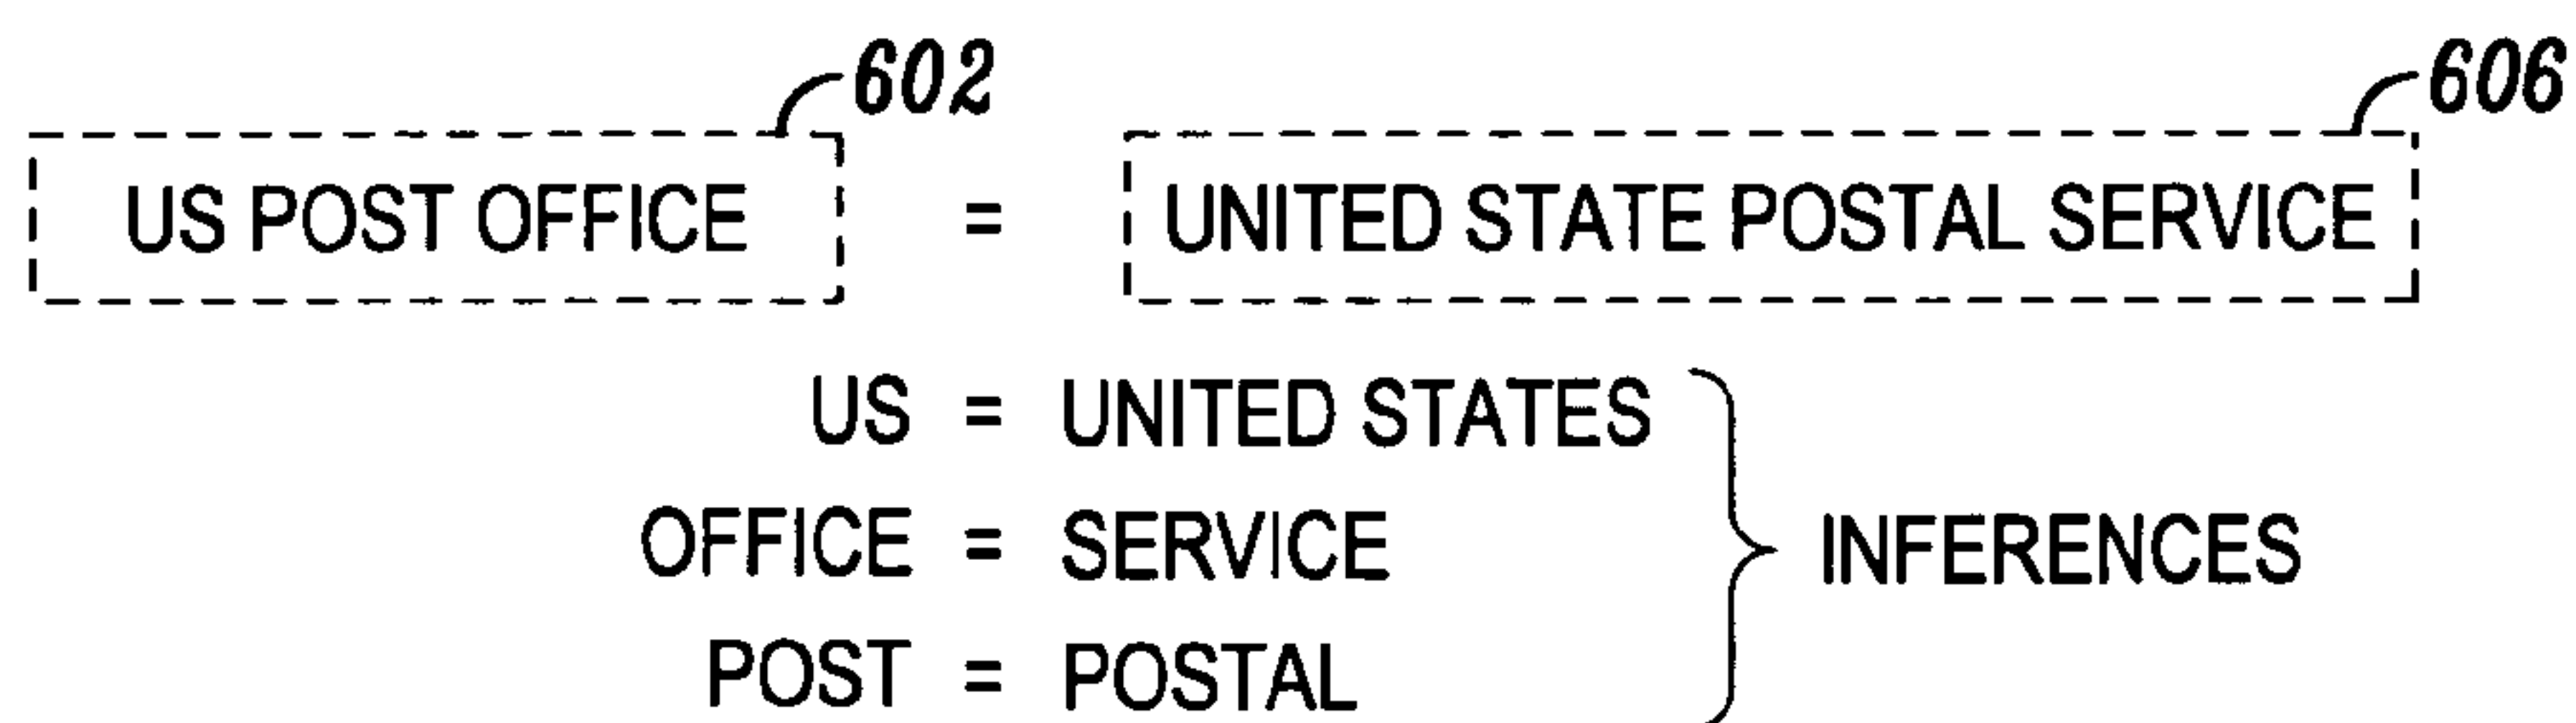 602 606
US POST OFFICE = UNITED STATE POSTAL SERVICE
US = UNITED STATES
OFFICE = SERVICE
POST = POSTAL
INFERENCES